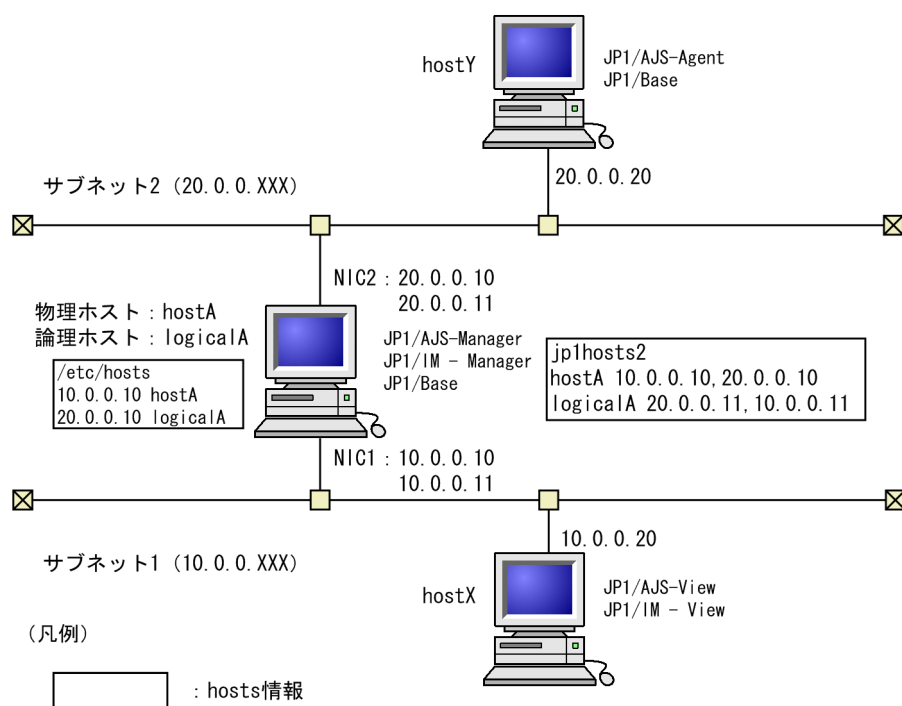 hostY
JP1/AJS-Agent
JP1/Base
20.0.0.20
サブネット2（20.0.0.XXX）
NIC2：20.0.0.10
20.0.0.11
物理ホスト：hostA
論理ホスト：logicalA
/etc/hosts
10.0.0.10 hostA
20.0.0.10 logicalA
JP1/AJS-Manager
JP1/IM - Manager
JP1/Base
jp1hosts2
hostA 10.0.0.10,20.0.0.10
logicalA 20.0.0.11,10.0.0.11
NIC1：10.0.0.10
10.0.0.11
10.0.0.20
サブネット1（10.0.0.XXX）
hostX
JP1/AJS-View
JP1/IM - View
（凡例）
：hosts情報